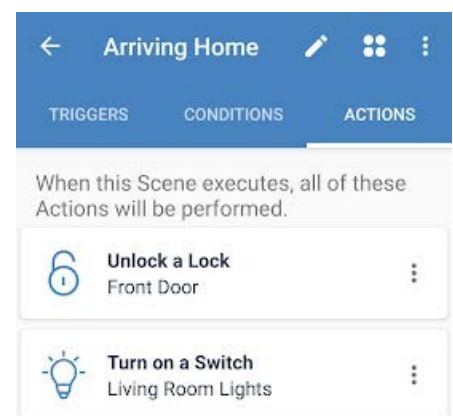 Arriving Home
TRIGGERS CONDITIONS ACTIONS
When this Scene executes, all of these
Actions will be performed.
Unlock a Lock
Front Door
Turn on a Switch
Living Room Lights